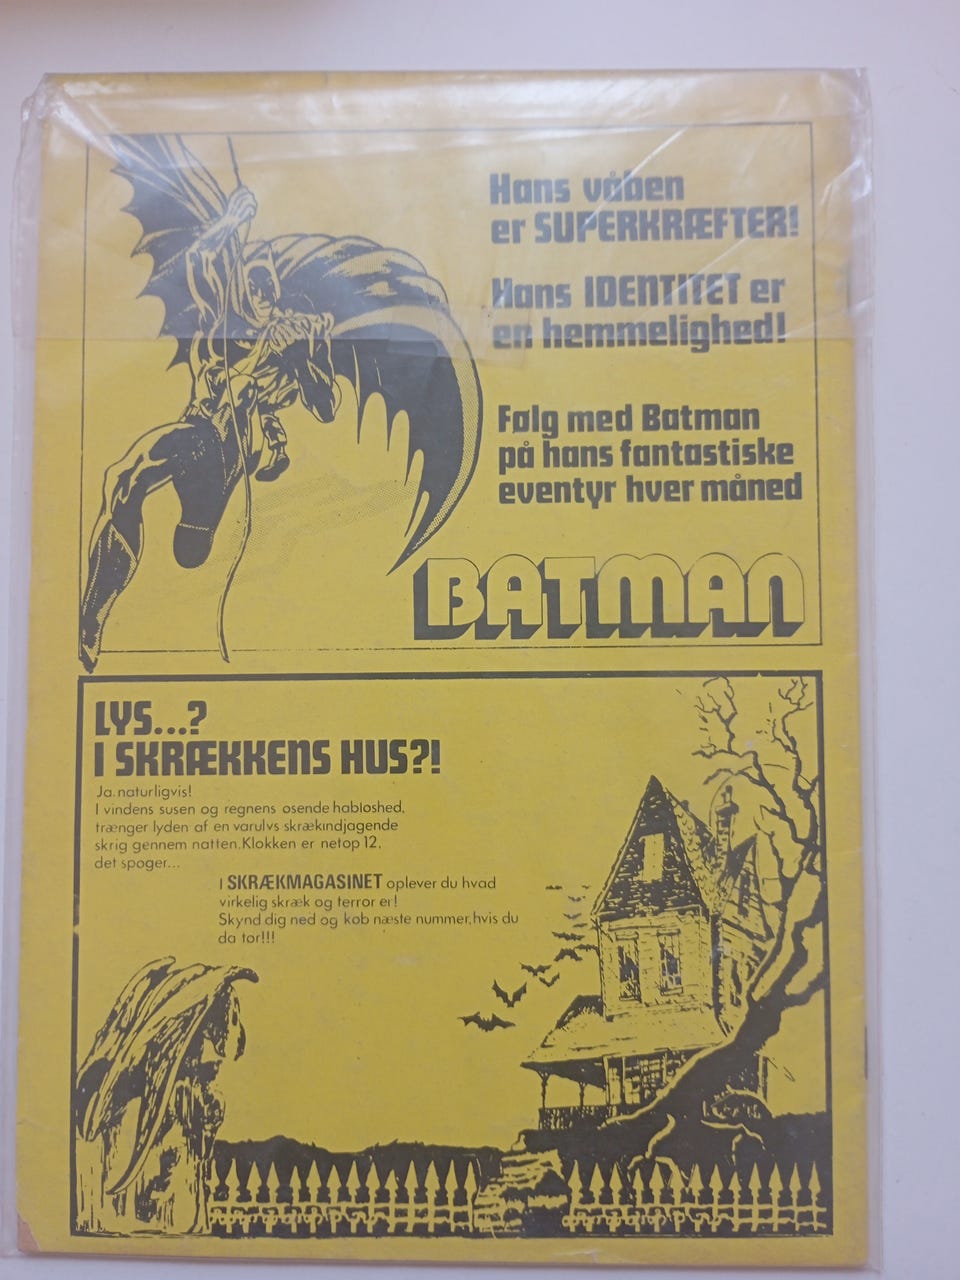 Hans våben
er SUPERKRÆFTER!
Hans IDENTITET er
en hemmelighed!
Følg med Batman
på hans fantastiske
eventyr hver måned
BATMAN
LYS...?
I SKRÆKKENS HUS?!
Ja.naturligvis!
I vindens susen og regnens øsende håbløshed,
trænger lyden af en varulvs skrækindjagende
skrig gennem natten.Klokken er netop 12,
det spøger...
I SKRÆKMAGASINET oplever du hvad
virkelig skræk og terror er!
Skynd dig ned og køb næste nummer,hvis du
da tør!!!